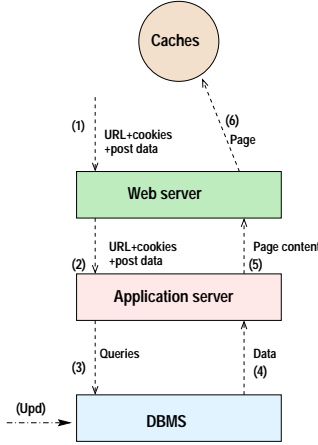 Caches
(1)
URL+cookies
+post data
(6)
Page
Web server
(2)
URL+cookies
+post data
Page content
(5)
Application server
(3)
Queries
Data
(4)
(Upd)
DBMS